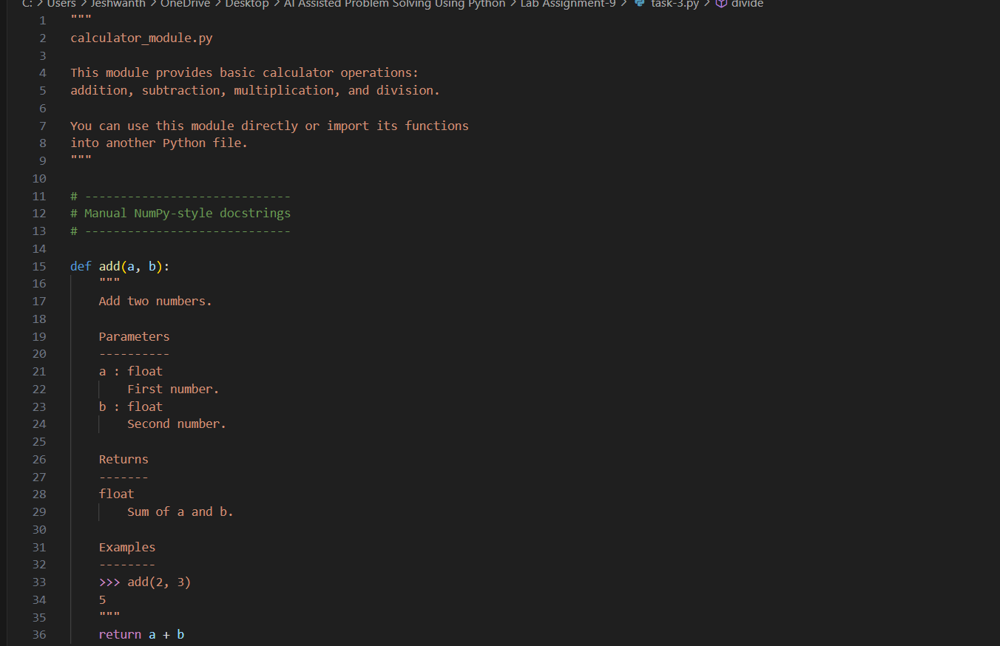 C: > Users > Jeshwanth > OneDrive > Desktop > AI Assisted Problem Solving Using Python > Lab Assignment-9 > task-3.py > divide
1 """
2 calculator_module.py
3
4 This module provides basic calculator operations:
5 addition, subtraction, multiplication, and division.
6
7 You can use this module directly or import its functions
8 into another Python file.
9 """
10
11 # -----------------------------
12 # Manual NumPy-style docstrings
13 # -----------------------------
14
15 def add(a, b):
16     """
17     Add two numbers.
18
19     Parameters
20     ----------
21     a : float
22         First number.
23     b : float
24         Second number.
25
26     Returns
27     -------
28     float
29         Sum of a and b.
30
31     Examples
32     --------
33     >>> add(2, 3)
34     5
35     """
36     return a + b